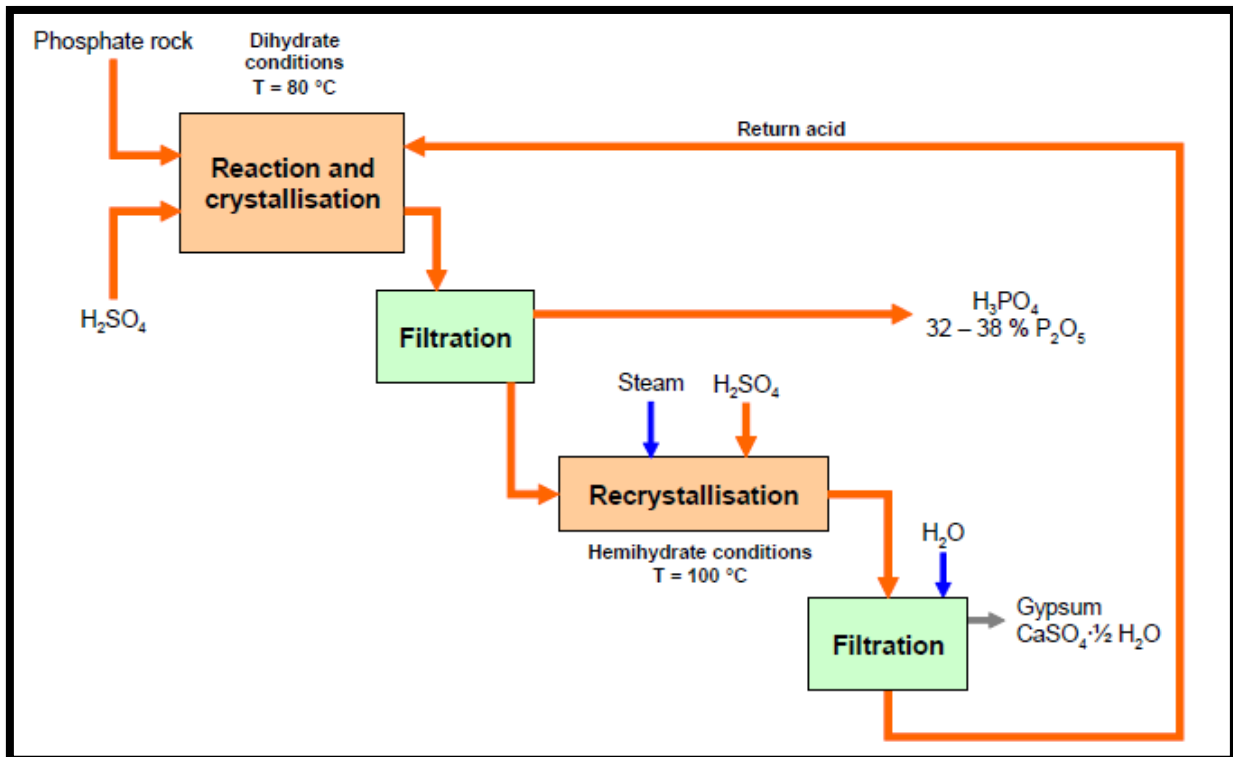 Phosphate rock
Dihydrate
conditions
T = 80 °C
Return acid
Reaction and
crystallisation
H₂SO₄
Filtration
H₃PO₄
32 – 38 % P₂O₅
Steam
H₂SO₄
Recrystallisation
Hemihydrate conditions
T = 100 °C
H₂O
Filtration
Gypsum
CaSO₄·½ H₂O